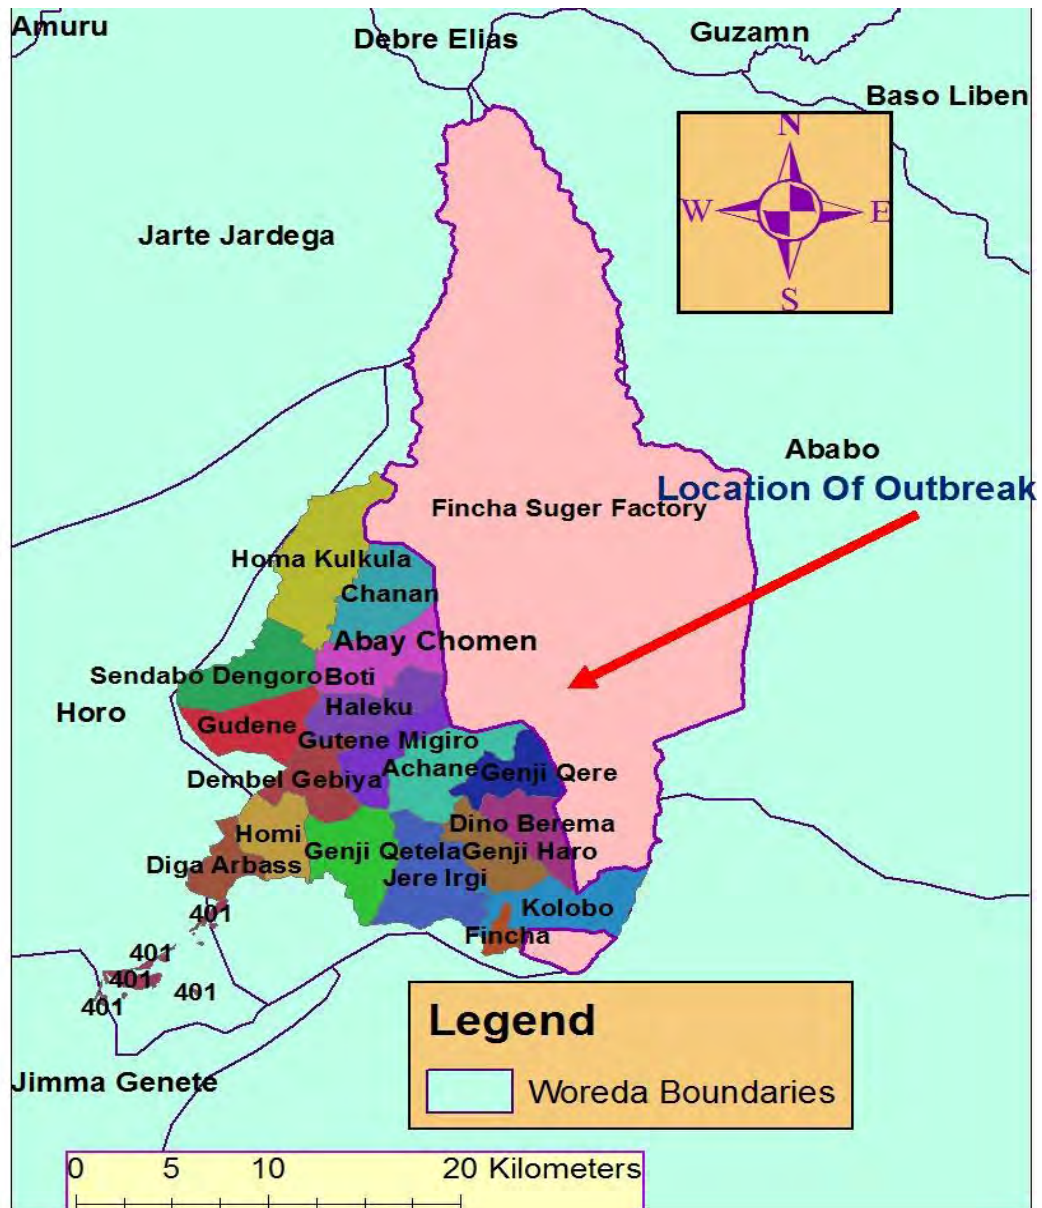 Amuru
Debre Elias
Guzamn
Baso Liben
N
W E
S
Jarte Jardega
Ababo
Location Of Outbreak
Fincha Suger Factory
Homa Kulkula
Chanan
Abay Chomen
Sendabo Dengoro
Boti
Haleku
Horo
Gudene
Gutene Migiro
Achane
Genji Qere
Dembel Gebiya
Dino Berema
Homi
Genji Qetela
Genji Haro
Diga Arbass
Jere Irgi
Kolobo
401
Fincha
401
401
401
401
Legend
Woreda Boundaries
Jimma Genete
0 5 10 20 Kilometers